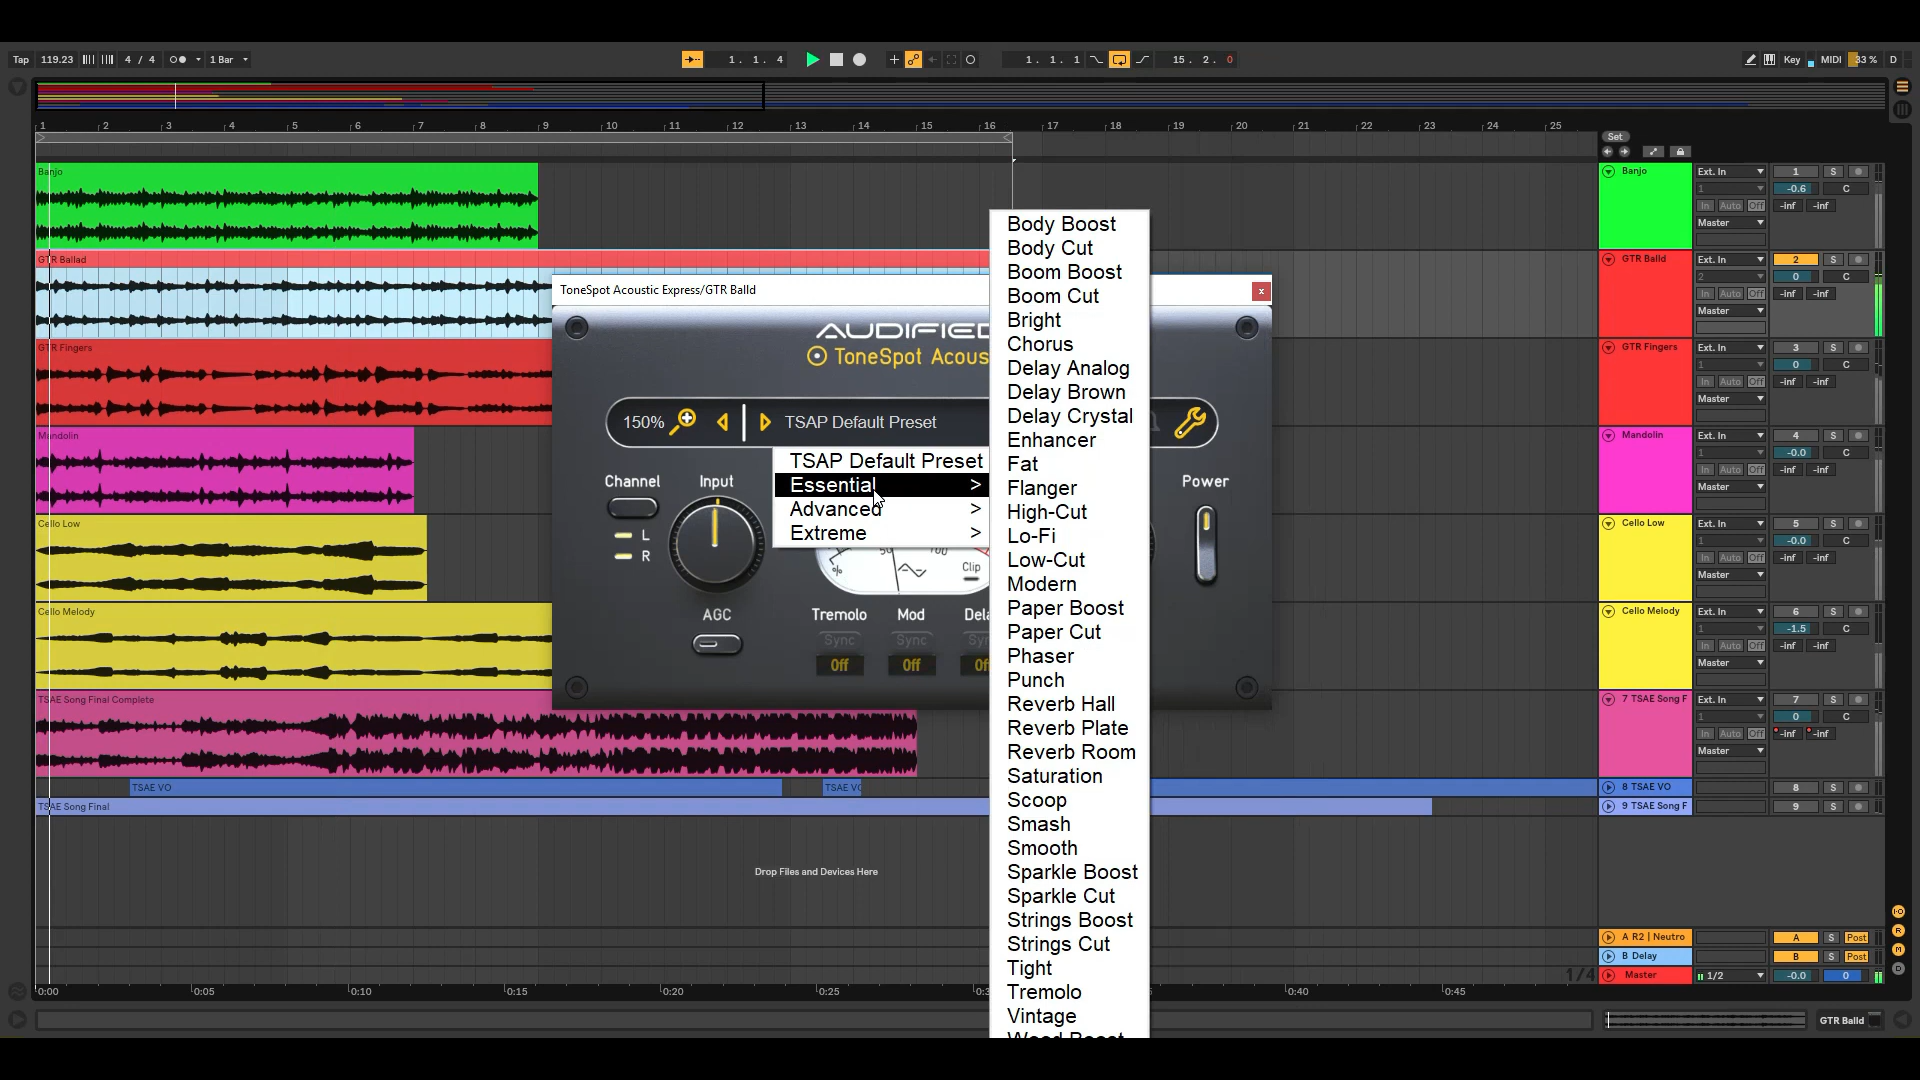 Tap 119.23 4 / 4 1 Bar 1. 1. 4 1. 1. 1 15. 2. 0 Key MIDI 33 % D
1 2 3 4 5 6 7 8 9 10 11 12 13 14 15 16 17 18 19 20 21 22 23 24 25
Set
Banjo
Banjo Ext. In 1 S
1 -0.6 C
In Auto Off -inf -inf
Master
GTR Ballad
GTR Balld Ext. In 2 S
2 0 C
In Auto Off -inf -inf
Master
GTR Fingers
GTR Fingers Ext. In 3 S
1 0 C
In Auto Off -inf -inf
Master
Mandolin
Mandolin Ext. In 4 S
1 -0.0 C
In Auto Off -inf -inf
Master
Cello Low
Cello Low Ext. In 5 S
1 -0.0 C
In Auto Off -inf -inf
Master
Cello Melody
Cello Melody Ext. In 6 S
1 -1.5 C
In Auto Off -inf -inf
Master
TSAE Song Final Complete
7 TSAE Song F Ext. In 7 S
1 0 C
In Auto Off -inf -inf
Master
TSAE VO TSAE VO 8 TSAE VO 8 S
TSAE Song Final 9 TSAE Song F 9 S
ToneSpot Acoustic Express/GTR Balld
AUDIFIED
ToneSpot Acous
150% TSAP Default Preset
TSAP Default Preset
Essential >
Advanced >
Extreme >
Channel Input Power
L
R
% 50 100 Clip
AGC Tremolo Mod Dela
Sync Sync
Off Off Off
Body Boost
Body Cut
Boom Boost
Boom Cut
Bright
Chorus
Delay Analog
Delay Brown
Delay Crystal
Enhancer
Fat
Flanger
High-Cut
Lo-Fi
Low-Cut
Modern
Paper Boost
Paper Cut
Phaser
Punch
Reverb Hall
Reverb Plate
Reverb Room
Saturation
Scoop
Smash
Smooth
Sparkle Boost
Sparkle Cut
Strings Boost
Strings Cut
Tight
Tremolo
Vintage
Wood Boost
Drop Files and Devices Here
A R2 | Neutro A S Post
B Delay B S Post
1/4 Master 1/2 -0.0 0
0:00 0:05 0:10 0:15 0:20 0:25 0:3 0:40 0:45
I·O
R
M
D
GTR Balld